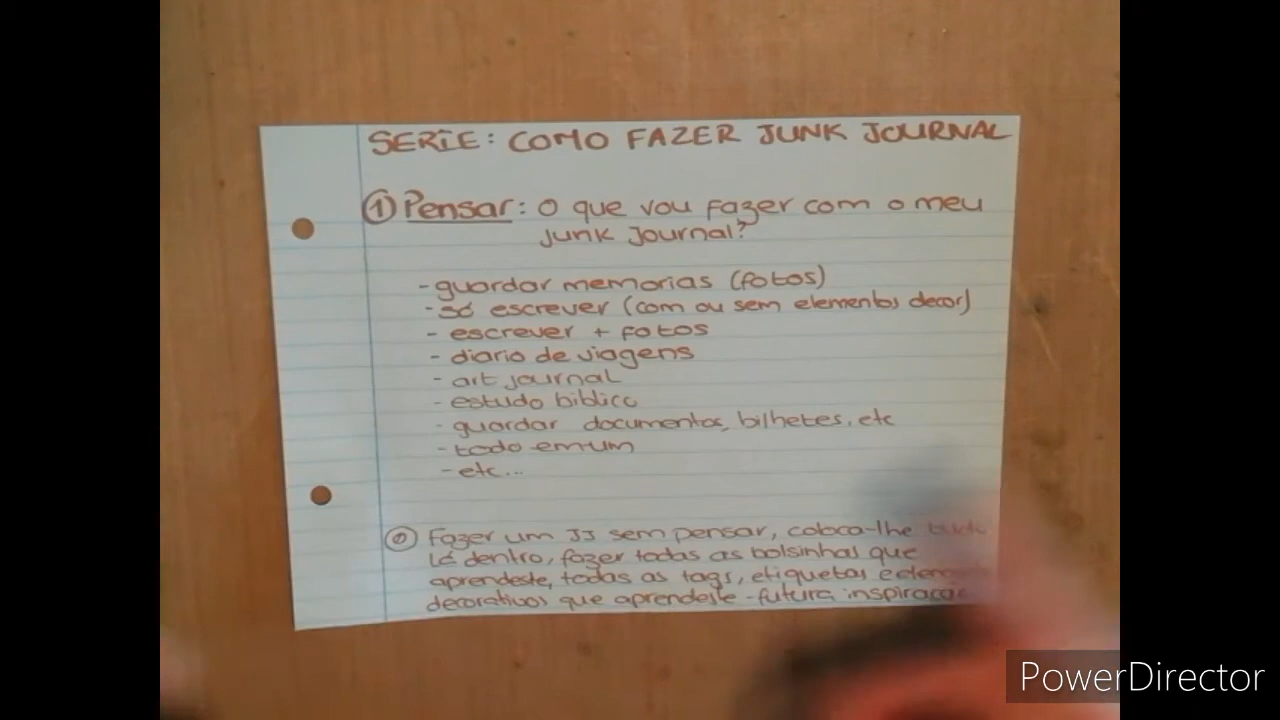 SERIE: COMO FAZER JUNK JOURNAL
① Pensar: O que vou fazer com o meu
junk journal?
- guardar memorias (fotos)
- só escrever (com ou sem elementos decor)
- escrever + fotos
- diario de viagens
- art journal
- estudo biblico
- guardar documentos, bilhetes, etc
- todo em um
- etc...
⓪ Fazer um JJ sem pensar, coloca-lhe tudo
lá dentro, fazer todas as bolsinhas que
aprendeste, todas as tags, etiquetas e
decorativos que aprendeste - futura inspiração
PowerDirector